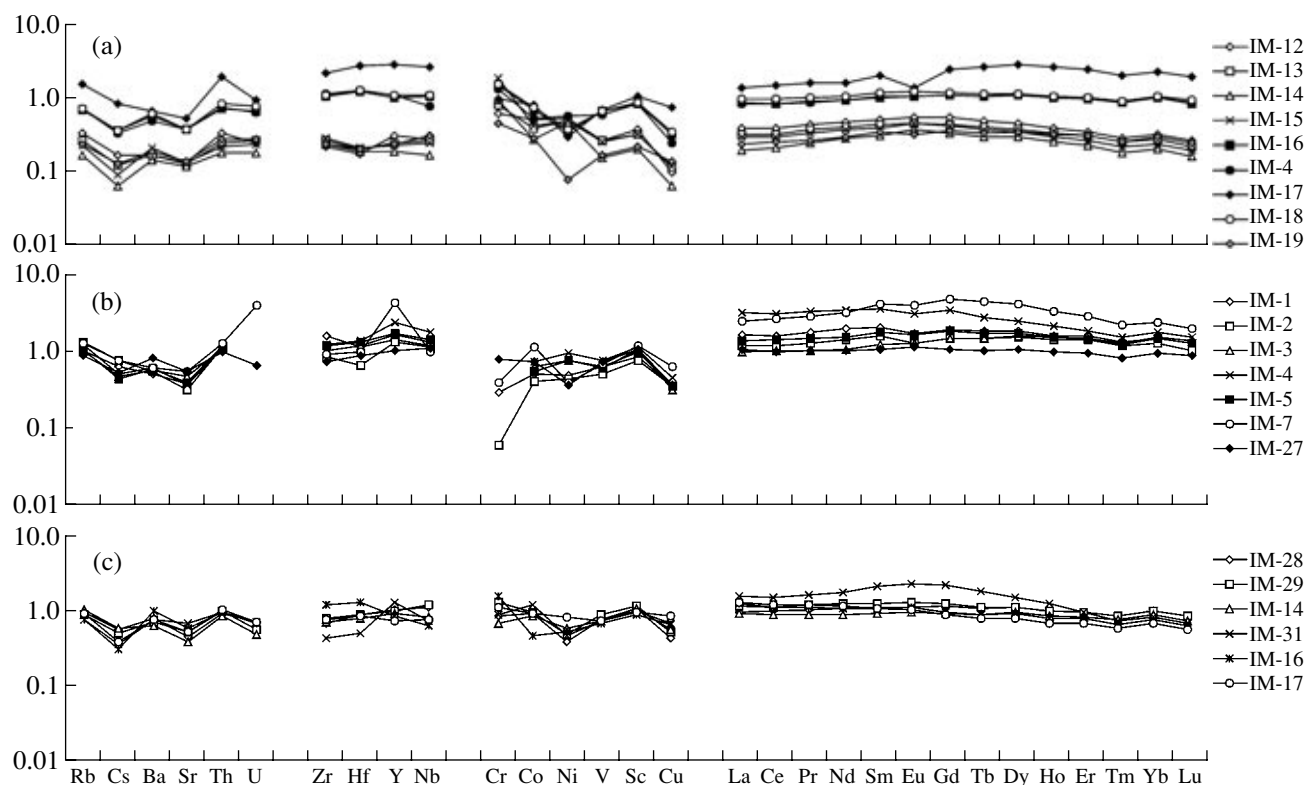 10.0
(a)
1.0
0.1
0.01
IM-12
IM-13
IM-14
IM-15
IM-16
IM-4
IM-17
IM-18
IM-19
10.0
(b)
1.0
0.1
0.01
IM-1
IM-2
IM-3
IM-4
IM-5
IM-7
IM-27
10.0
(c)
1.0
0.1
0.01
IM-28
IM-29
IM-14
IM-31
IM-16
IM-17
Rb Cs Ba Sr Th U Zr Hf Y Nb Cr Co Ni V Sc Cu La Ce Pr Nd Sm Eu Gd Tb Dy Ho Er Tm Yb Lu